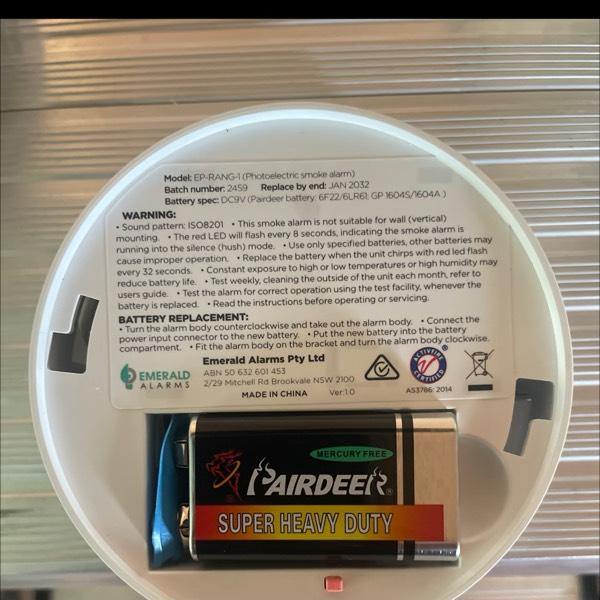 Model: EP-RANG-1 (Photoelectric smoke alarm)
Batch number: 2459 Replace by end: JAN 2032
Battery spec: DC9V (Pairdeer battery: 6F22/6LR61; GP 1604S/1604A )
WARNING:
• Sound pattern: ISO8201 • This smoke alarm is not suitable for wall (vertical)
mounting. • The red LED will flash every 8 seconds, indicating the smoke alarm is
running into the silence (hush) mode. • Use only specified batteries, other batteries may
cause improper operation. • Replace the battery when the unit chirps with red led flash
every 32 seconds. • Constant exposure to high or low temperatures or high humidity may
reduce battery life. • Test weekly, cleaning the outside of the unit each month, refer to
users guide. • Test the alarm for correct operation using the test facility, whenever the
battery is replaced. • Read the instructions before operating or servicing.
BATTERY REPLACEMENT:
• Turn the alarm body counterclockwise and take out the alarm body. • Connect the
power input connector to the new battery. • Put the new battery into the battery
compartment. • Fit the alarm body on the bracket and turn the alarm body clockwise.
EMERALD
ALARMS
Emerald Alarms Pty Ltd
ABN 50 632 601 453
2/29 Mitchell Rd Brookvale NSW 2100
MADE IN CHINA Ver:1.0
ACTIVFIRE
CERTIFIED
AS3786: 2014
MERCURY FREE
PAIRDEER®
SUPER HEAVY DUTY